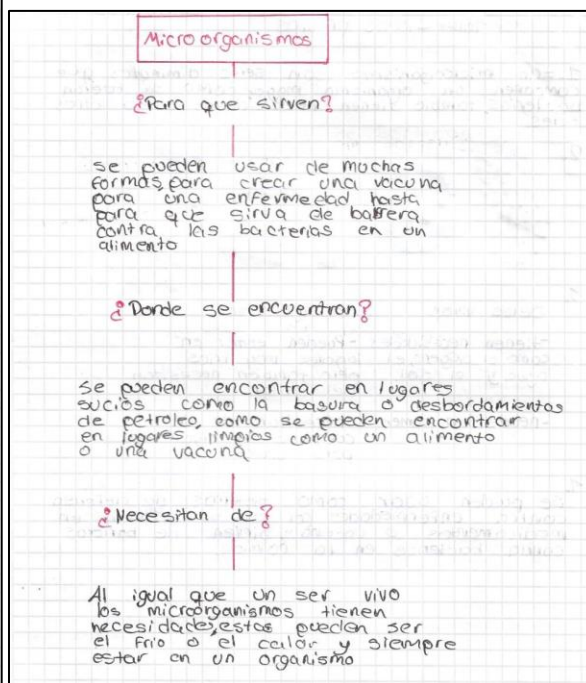 Microorganismos
¿Para que sirven?
se pueden usar de muchas
formas, para crear una vacuna
para una enfermedad hasta
para que sirva de barrera
contra las bacterias en un
alimento
¿Donde se encuentran?
Se pueden encontrar en lugares
sucios como la basura o desbordamientos
de petroleo, como se pueden encontrar
en lugares limpios como un alimento
o una vacuna
¿Necesitan de?
Al igual que un ser vivo
los microorganismos tienen
necesidades, estas pueden ser
el frio o el calor y siempre
estar en un organismo